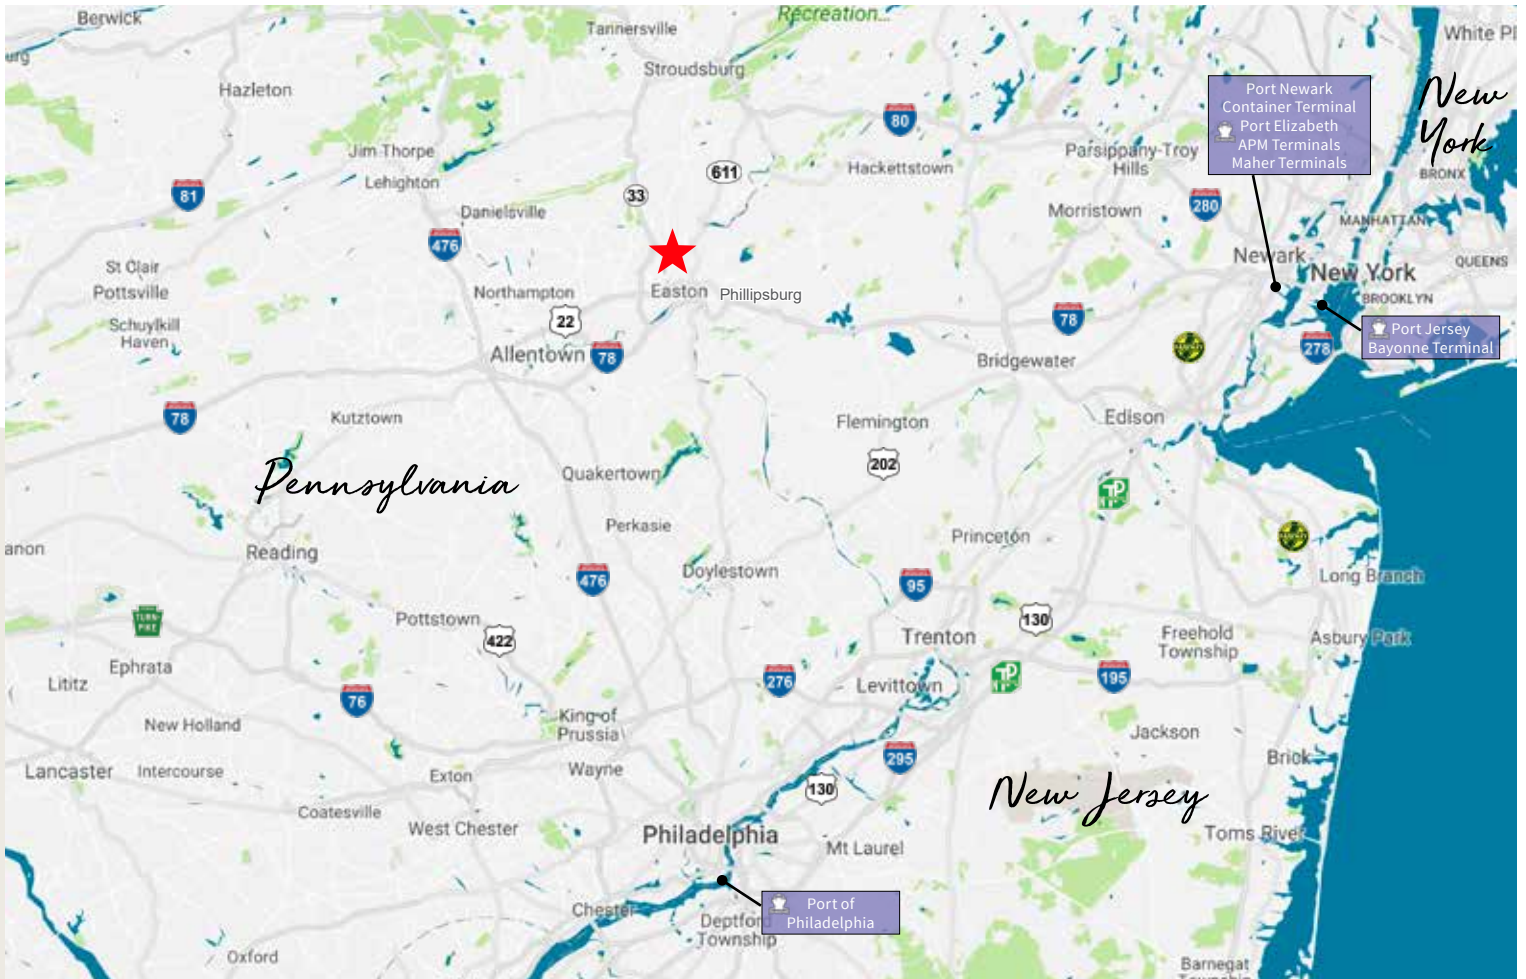 Berwick
Tannersville
Recreation...
White Pl
urg
Stroudsburg
Hazleton
New
York
Port Newark
Container Terminal
Port Elizabeth
APM Terminals
Maher Terminals
80
Jim Thorpe
Parsippany-Troy
Hills
Hackettstown
611
BRONX
Lehighton
81
33
280
Danielsville
Morristown
MANHATTAN
476
Newark
New York
QUEENS
St Clair
Pottsville
Northampton
Easton
Phillipsburg
BROOKLYN
22
78
Schuylkill
Haven
Port Jersey
Bayonne Terminal
278
Allentown
78
Bridgewater
78
Kutztown
Flemington
Edison
202
Quakertown
Pennsylvania
TP
Perkasie
Princeton
anon
Reading
Doylestown
476
95
Long Branch
TURN-
PIKE
Pottstown
422
130
Trenton
Freehold
Township
Asbury Park
Ephrata
Lititz
276
Levittown
TP
195
76
New Holland
King of
Prussia
Jackson
295
Brick
Lancaster
Intercourse
Exton
Wayne
130
New Jersey
Coatesville
West Chester
Philadelphia
Mt Laurel
Toms River
Chester
Port of
Philadelphia
Deptford
Township
Oxford
Barnegat
Township